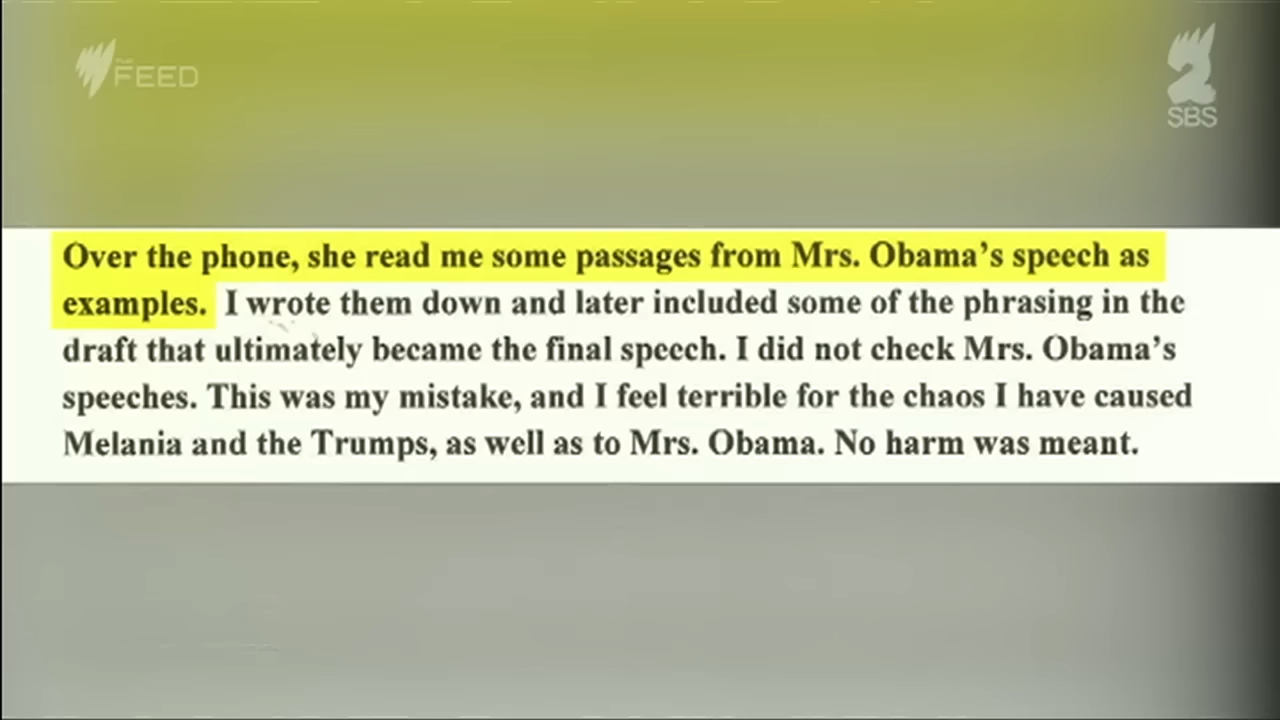 THE FEED
SBS
Over the phone, she read me some passages from Mrs. Obama’s speech as
examples. I wrote them down and later included some of the phrasing in the
draft that ultimately became the final speech. I did not check Mrs. Obama’s
speeches. This was my mistake, and I feel terrible for the chaos I have caused
Melania and the Trumps, as well as to Mrs. Obama. No harm was meant.